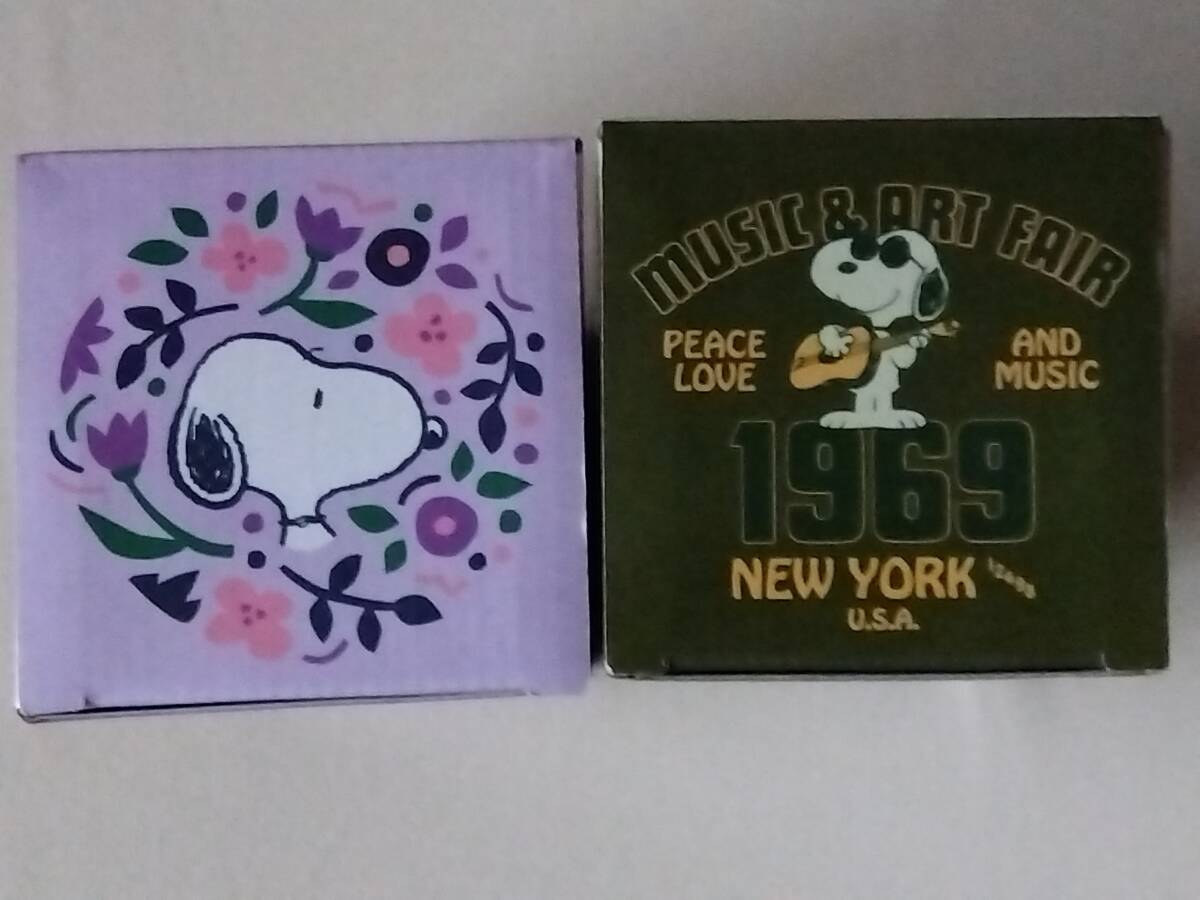 MUSIC & ART FAIR
PEACE LOVE
AND MUSIC
1969
NEW YORK
U.S.A.